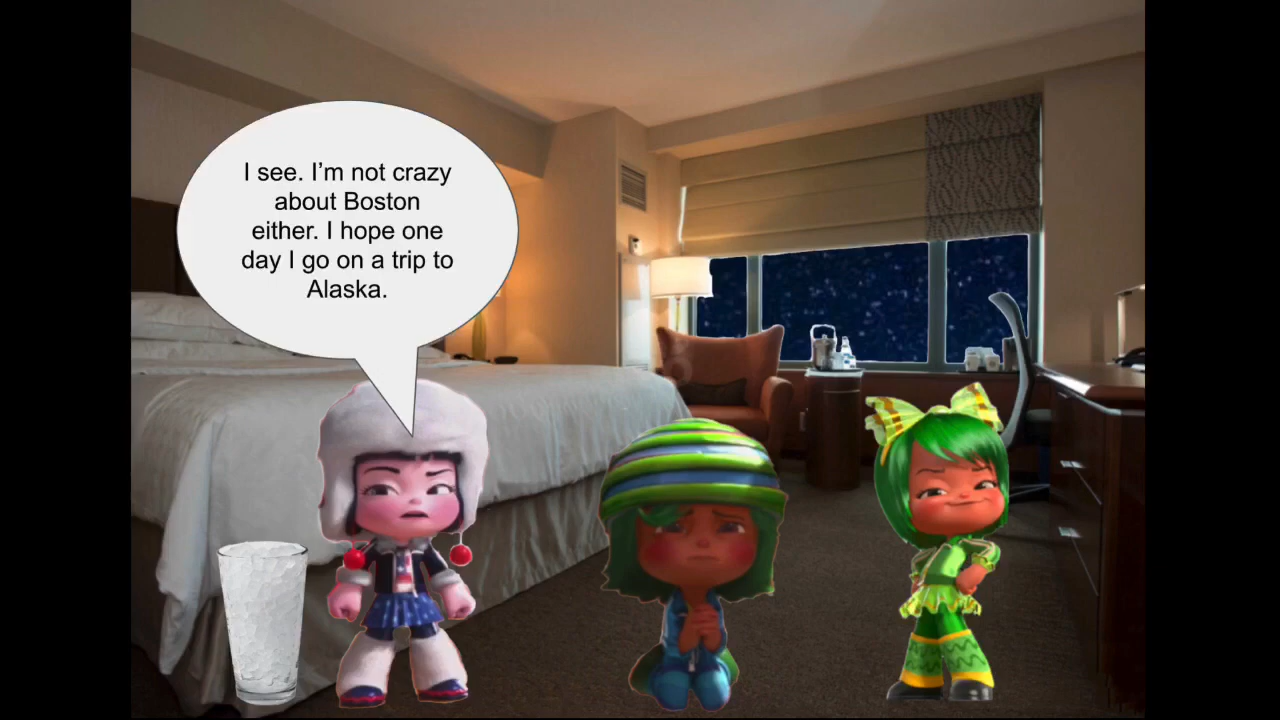 I see. I’m not crazy
about Boston
either. I hope one
day I go on a trip to
Alaska.